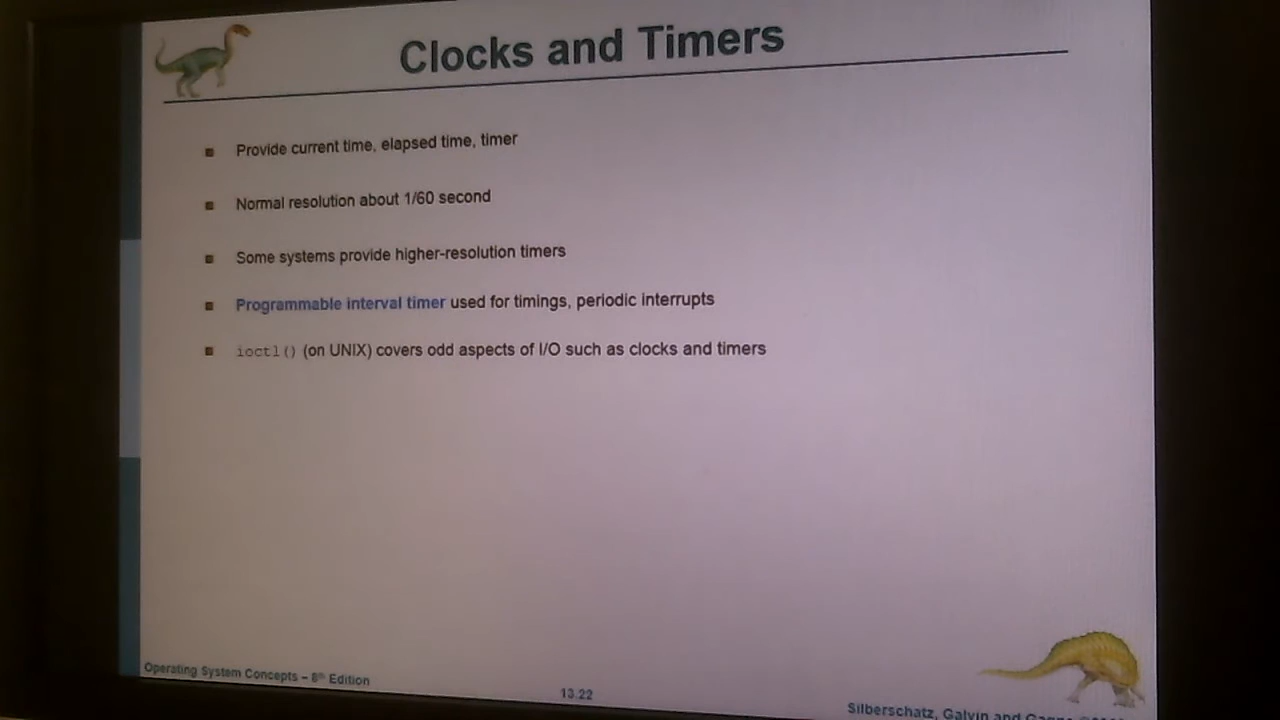 Clocks and Timers
Provide current time, elapsed time, timer
Normal resolution about 1/60 second
Some systems provide higher-resolution timers
Programmable interval timer used for timings, periodic interrupts
ioctl() (on UNIX) covers odd aspects of I/O such as clocks and timers
Operating System Concepts – 8th Edition
13.22
Silberschatz, Galvin and